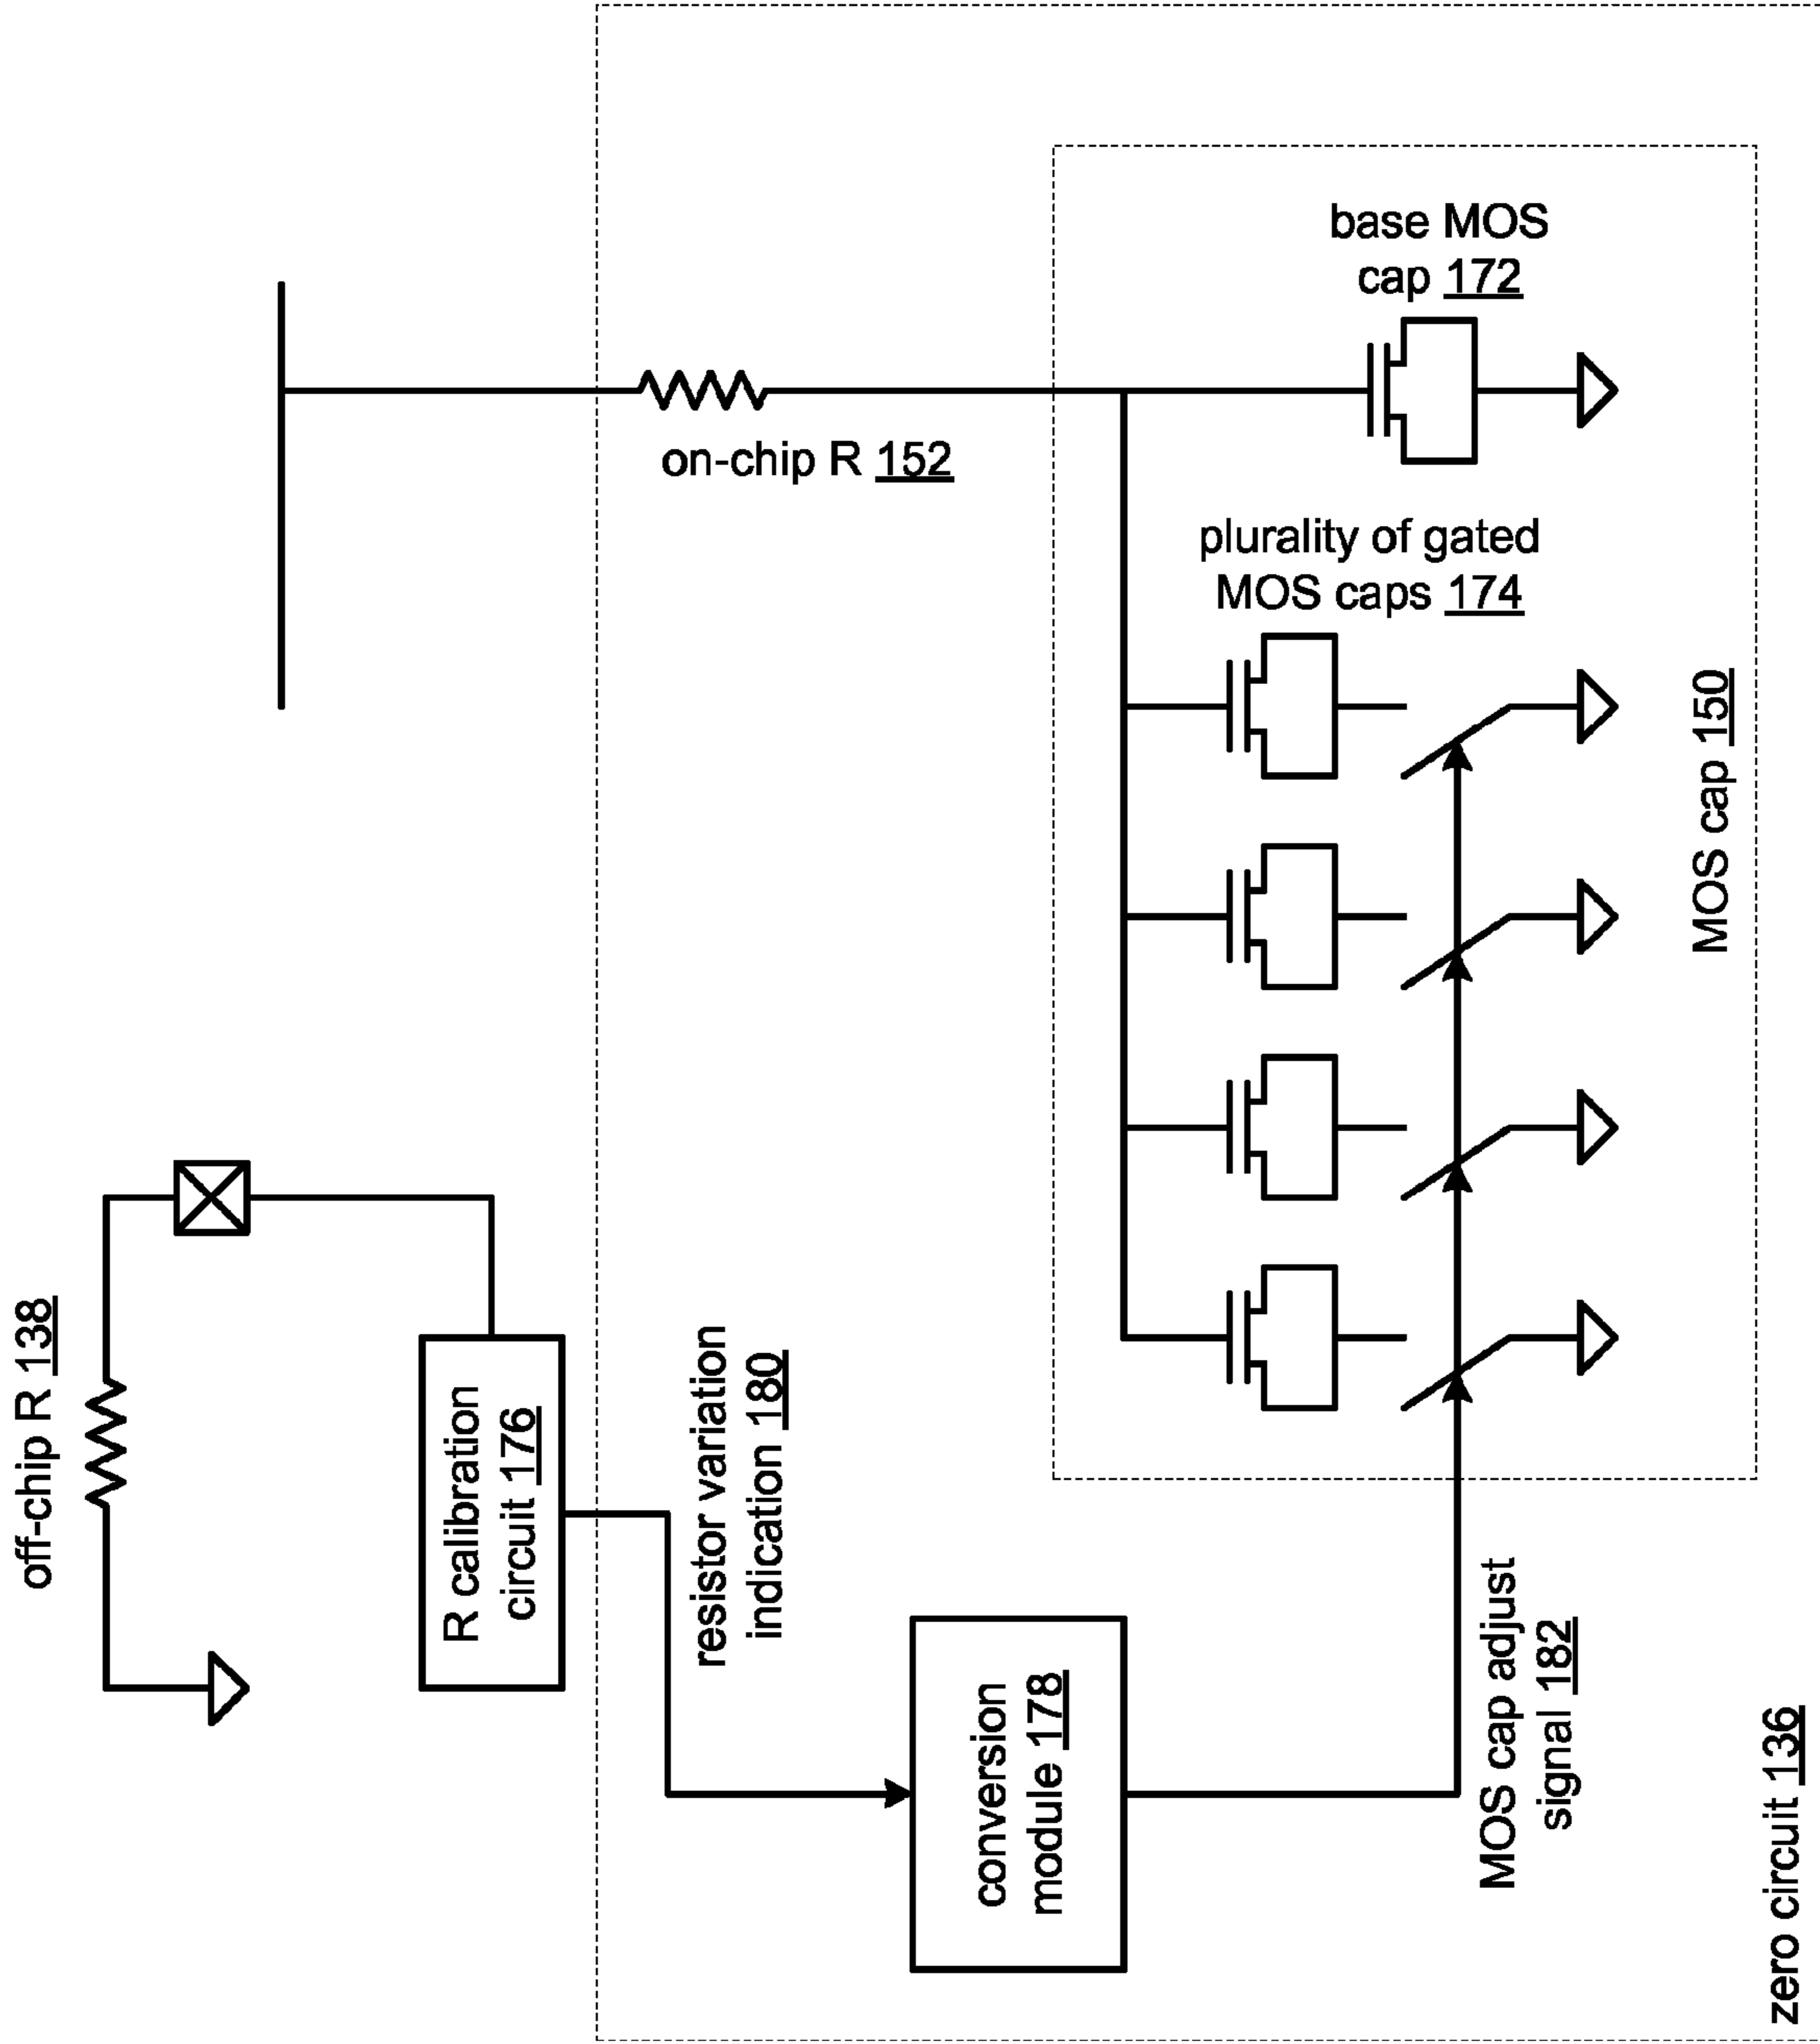 off-chip R 138
R calibration
circuit 176
resistor variation
indication 180
conversion
module 178
MOS cap adjust
signal 182
zero circuit 136
on-chip R 152
plurality of gated
MOS caps 174
base MOS
cap 172
MOS cap 150